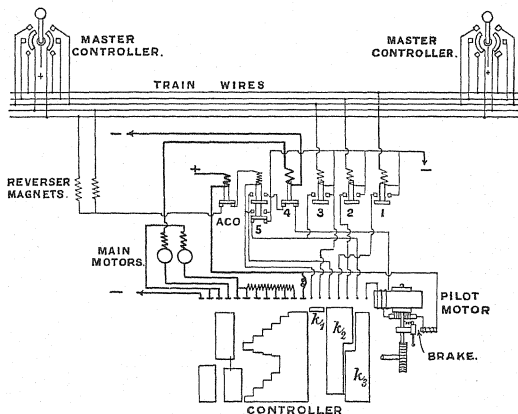 MASTER
CONTROLLER.
MASTER
CONTROLLER.
+
+
TRAIN WIRES
REVERSER
MAGNETS.
+
ACO
5
4
3
2
1
MAIN
MOTORS.
8
PILOT
MOTOR
BRAKE.
k1
k2
k3
CONTROLLER